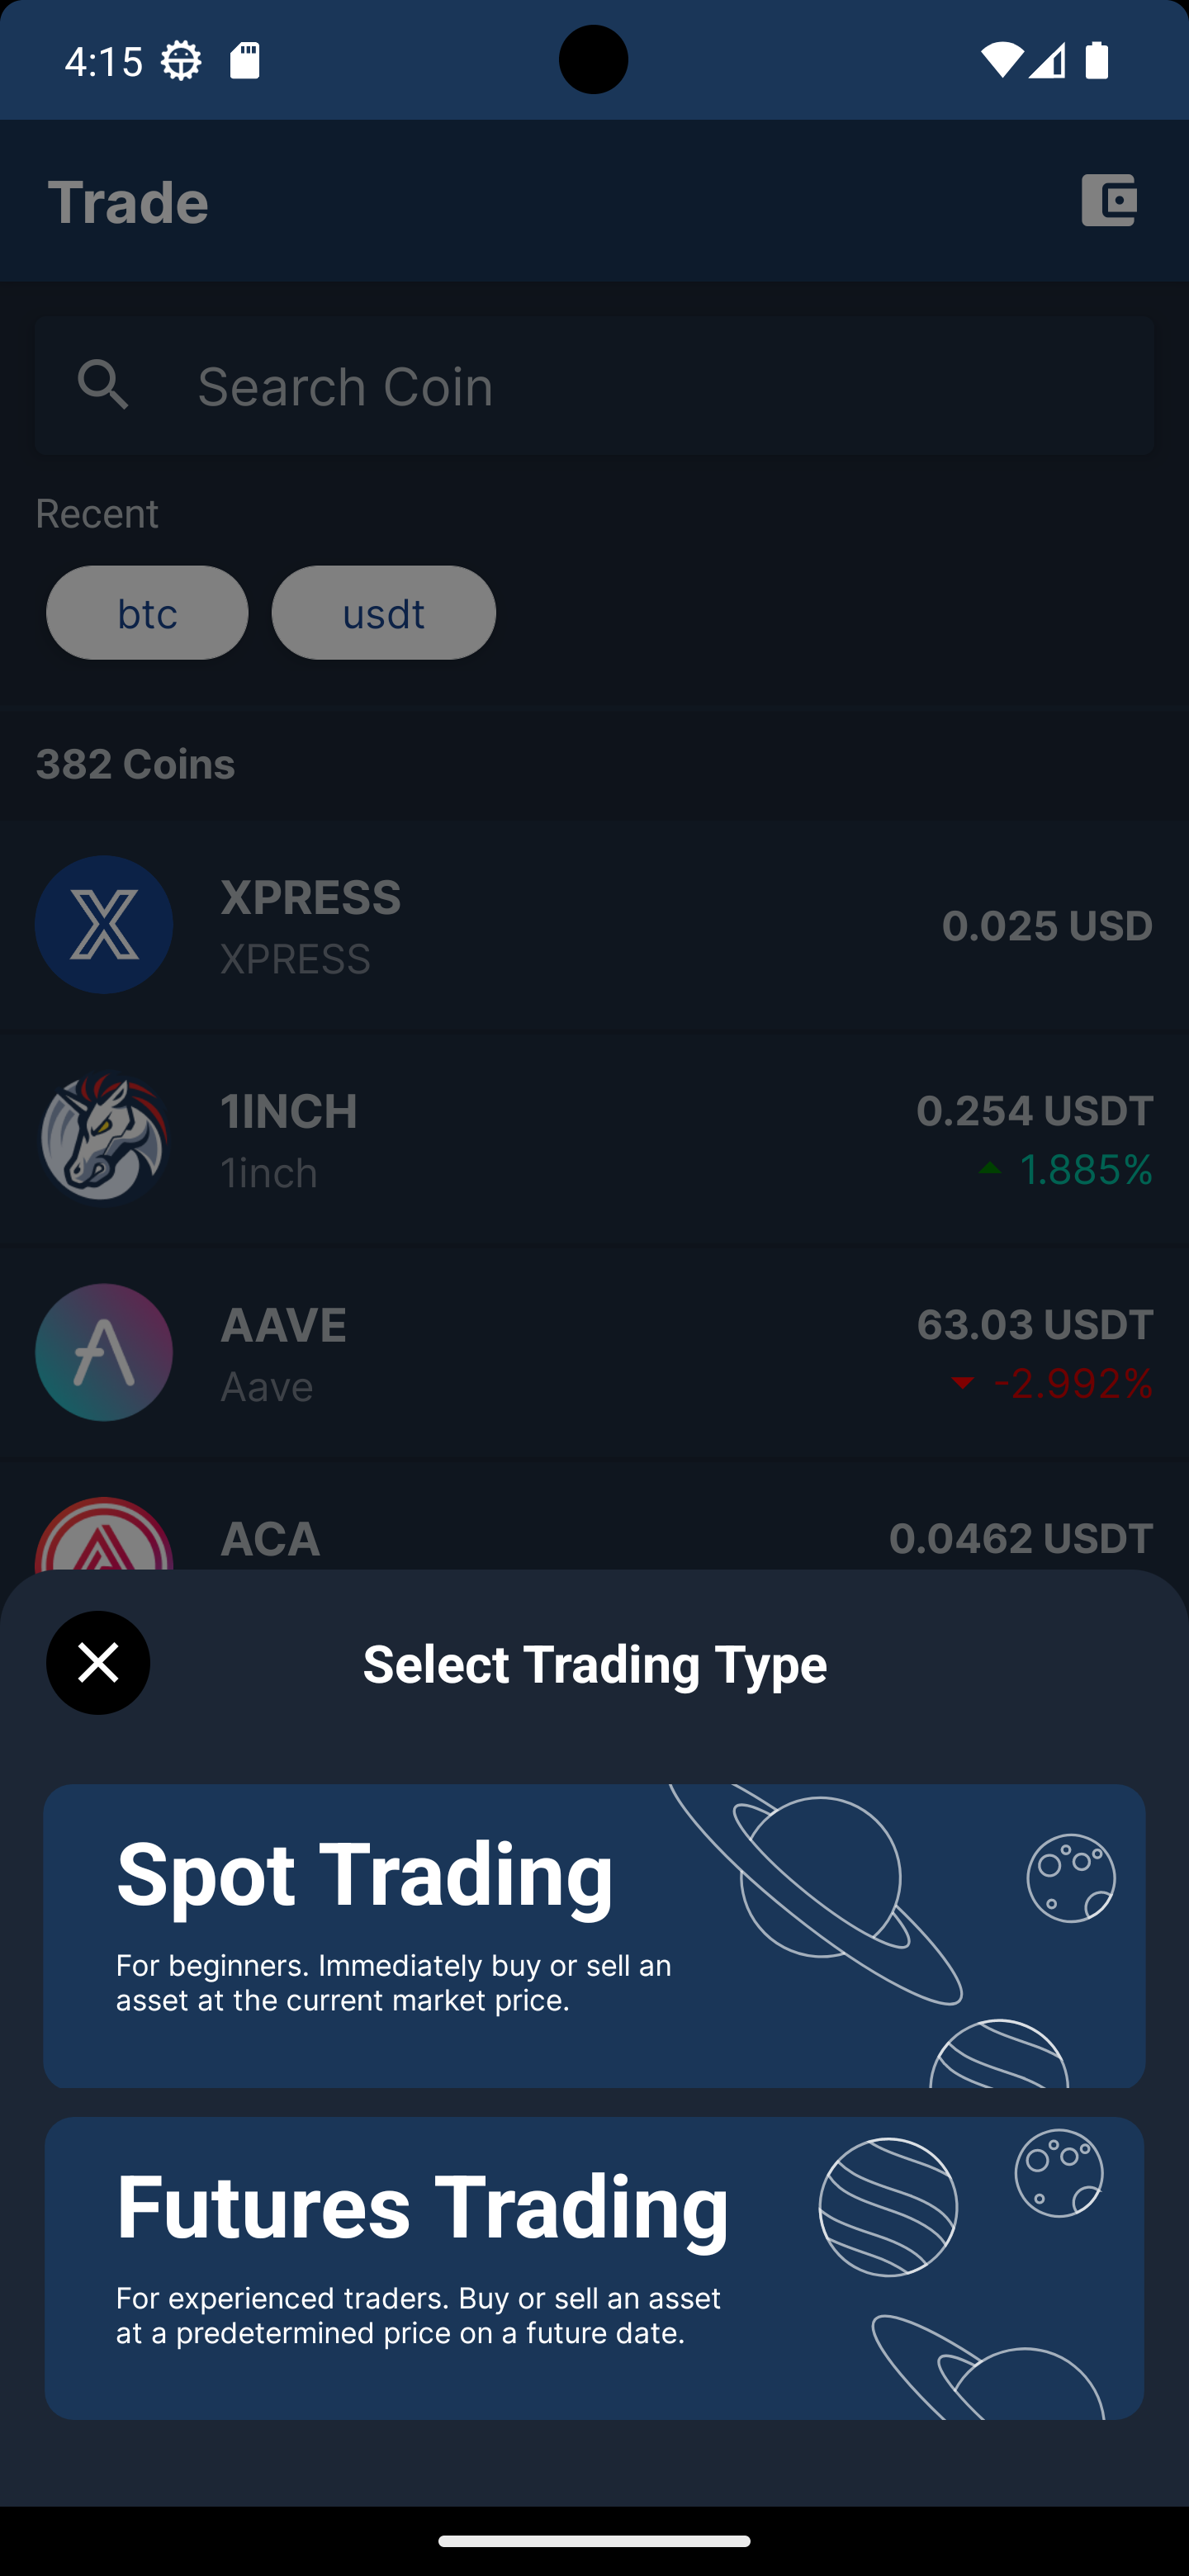 4:15
Trade
Search Coin
Recent
btc
usdt
382 Coins
XPRESS
XPRESS
0.025 USD
1INCH
1inch
0.254 USDT
1.885%
AAVE
Aave
63.03 USDT
-2.992%
ACA
0.0462 USDT
Select Trading Type
Spot Trading
For beginners. Immediately buy or sell an
asset at the current market price.
Futures Trading
For experienced traders. Buy or sell an asset
at a predetermined price on a future date.